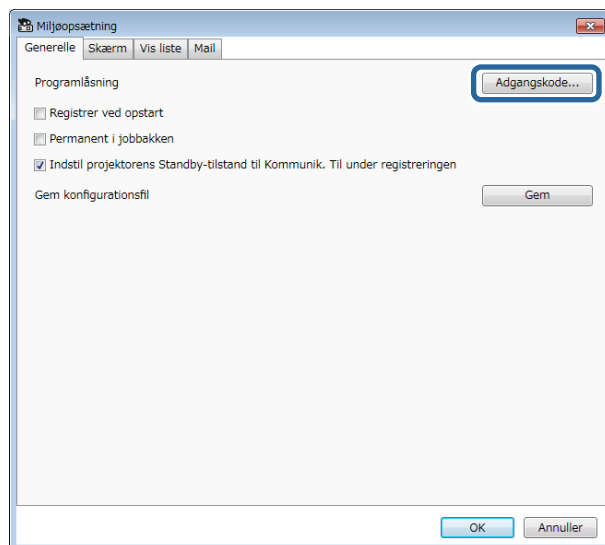 Miljøopsætning
Generelle Skærm Vis liste Mail
Programlåsning Adgangskode...
Registrer ved opstart
Permanent i jobbakken
Indstil projektorens Standby-tilstand til Kommunik. Til under registreringen
Gem konfigurationsfil Gem
OK Annuller